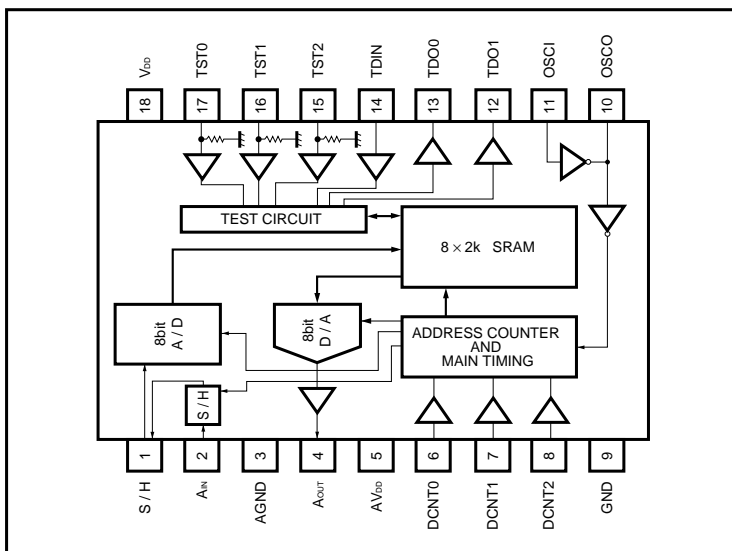 VDD
TST0
TST1
TST2
TDIN
TDO0
TDO1
OSCI
OSCO
18
17
16
15
14
13
12
11
10
TEST CIRCUIT
8 × 2k SRAM
8bit
A / D
8bit
D / A
ADDRESS COUNTER
AND
MAIN TIMING
S / H
1
2
3
4
5
6
7
8
9
S / H
AIN
AGND
AOUT
AVDD
DCNT0
DCNT1
DCNT2
GND